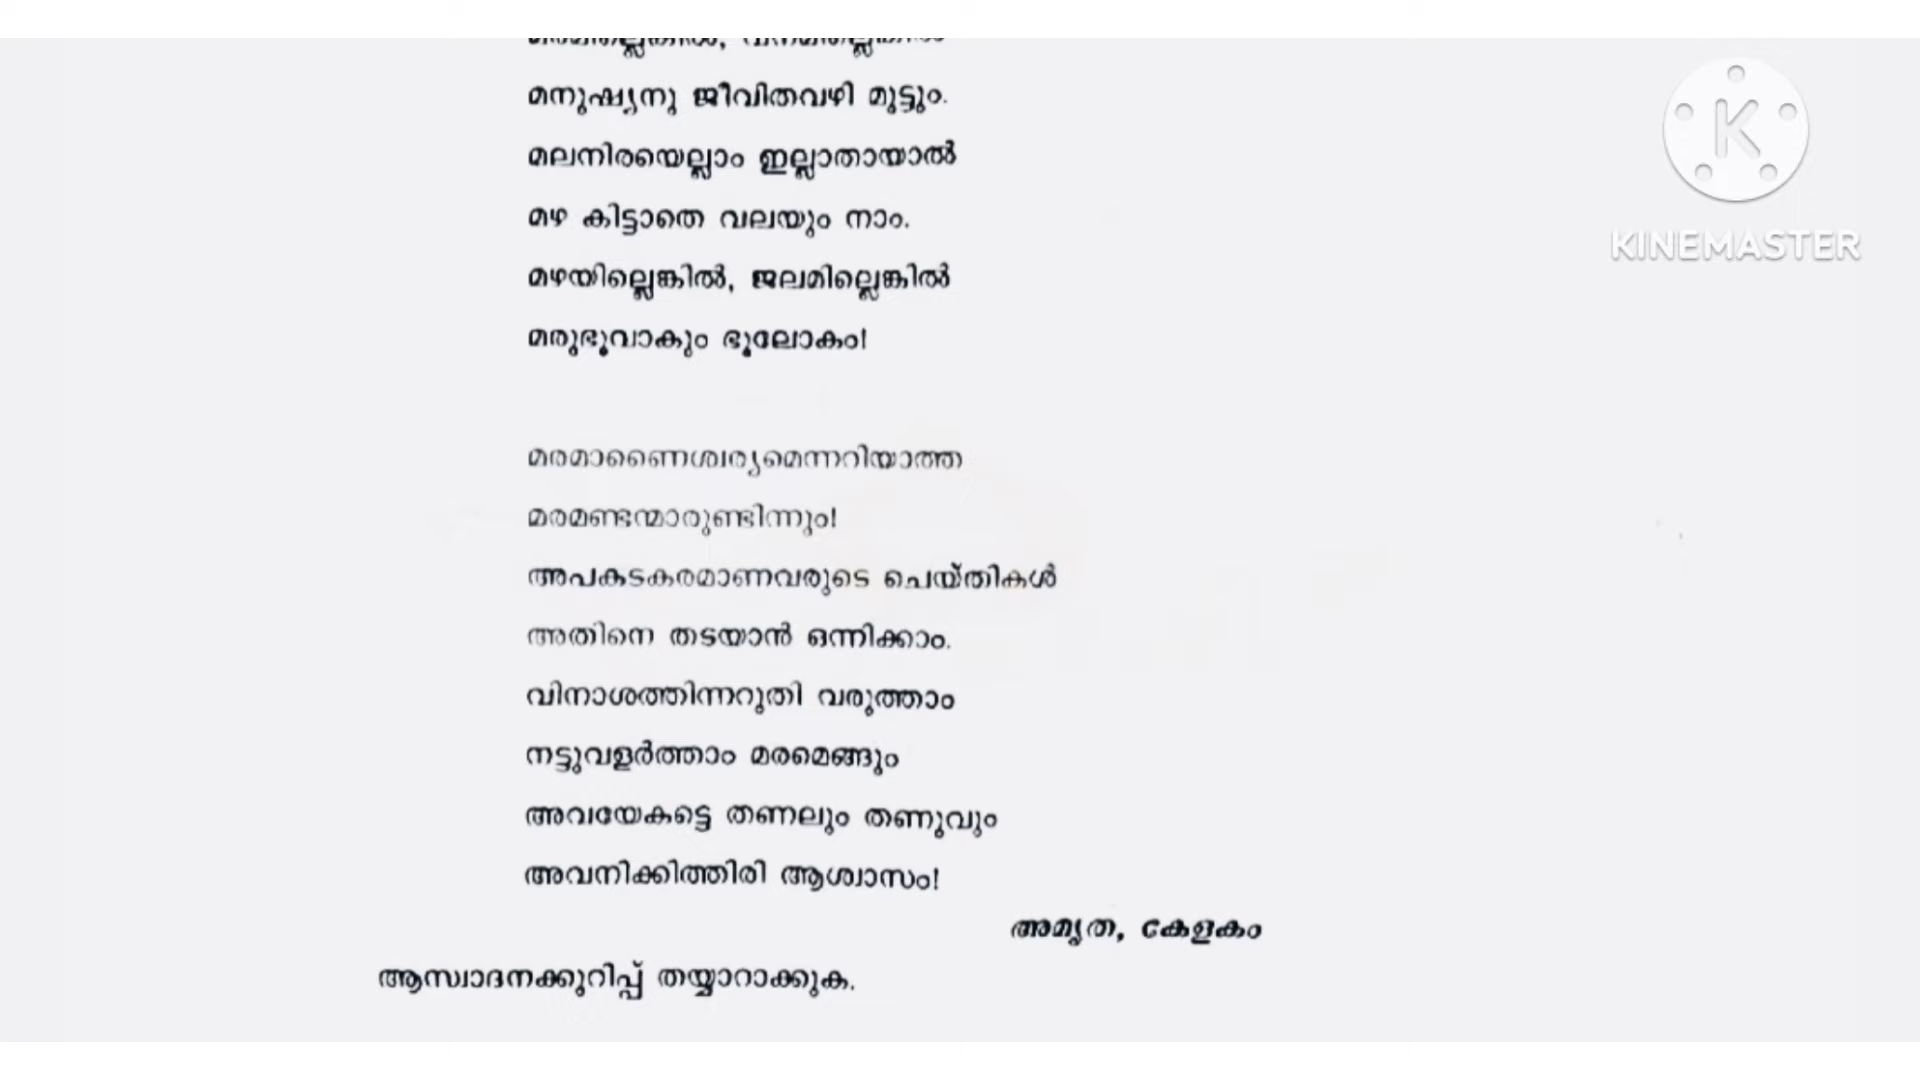 മരമില്ലെങ്കിൽ, വനമില്ലെങ്കിൽ
മനുഷ്യനു ജീവിതവഴി മുട്ടും.
മലനിരയെല്ലാം ഇല്ലാതായാൽ
മഴ കിട്ടാതെ വലയും നാം.
മഴയില്ലെങ്കിൽ, ജലമില്ലെങ്കിൽ
മരുഭൂവാകും ഭൂലോകം!
മരമാണൈശ്വര്യമെന്നറിയാത്ത
മരമണ്ടന്മാരുണ്ടിന്നും!
അപകടകരമാണവരുടെ ചെയ്തികൾ
അതിനെ തടയാൻ ഒന്നിക്കാം.
വിനാശത്തിന്നറുതി വരുത്താം
നട്ടുവളർത്താം മരമെങ്ങും
അവയേകട്ടെ തണലും തണുവും
അവനിക്കിത്തിരി ആശ്വാസം!
അമൃത, കേളകം
ആസ്വാദനക്കുറിപ്പ് തയ്യാറാക്കുക.
K
KINEMASTER